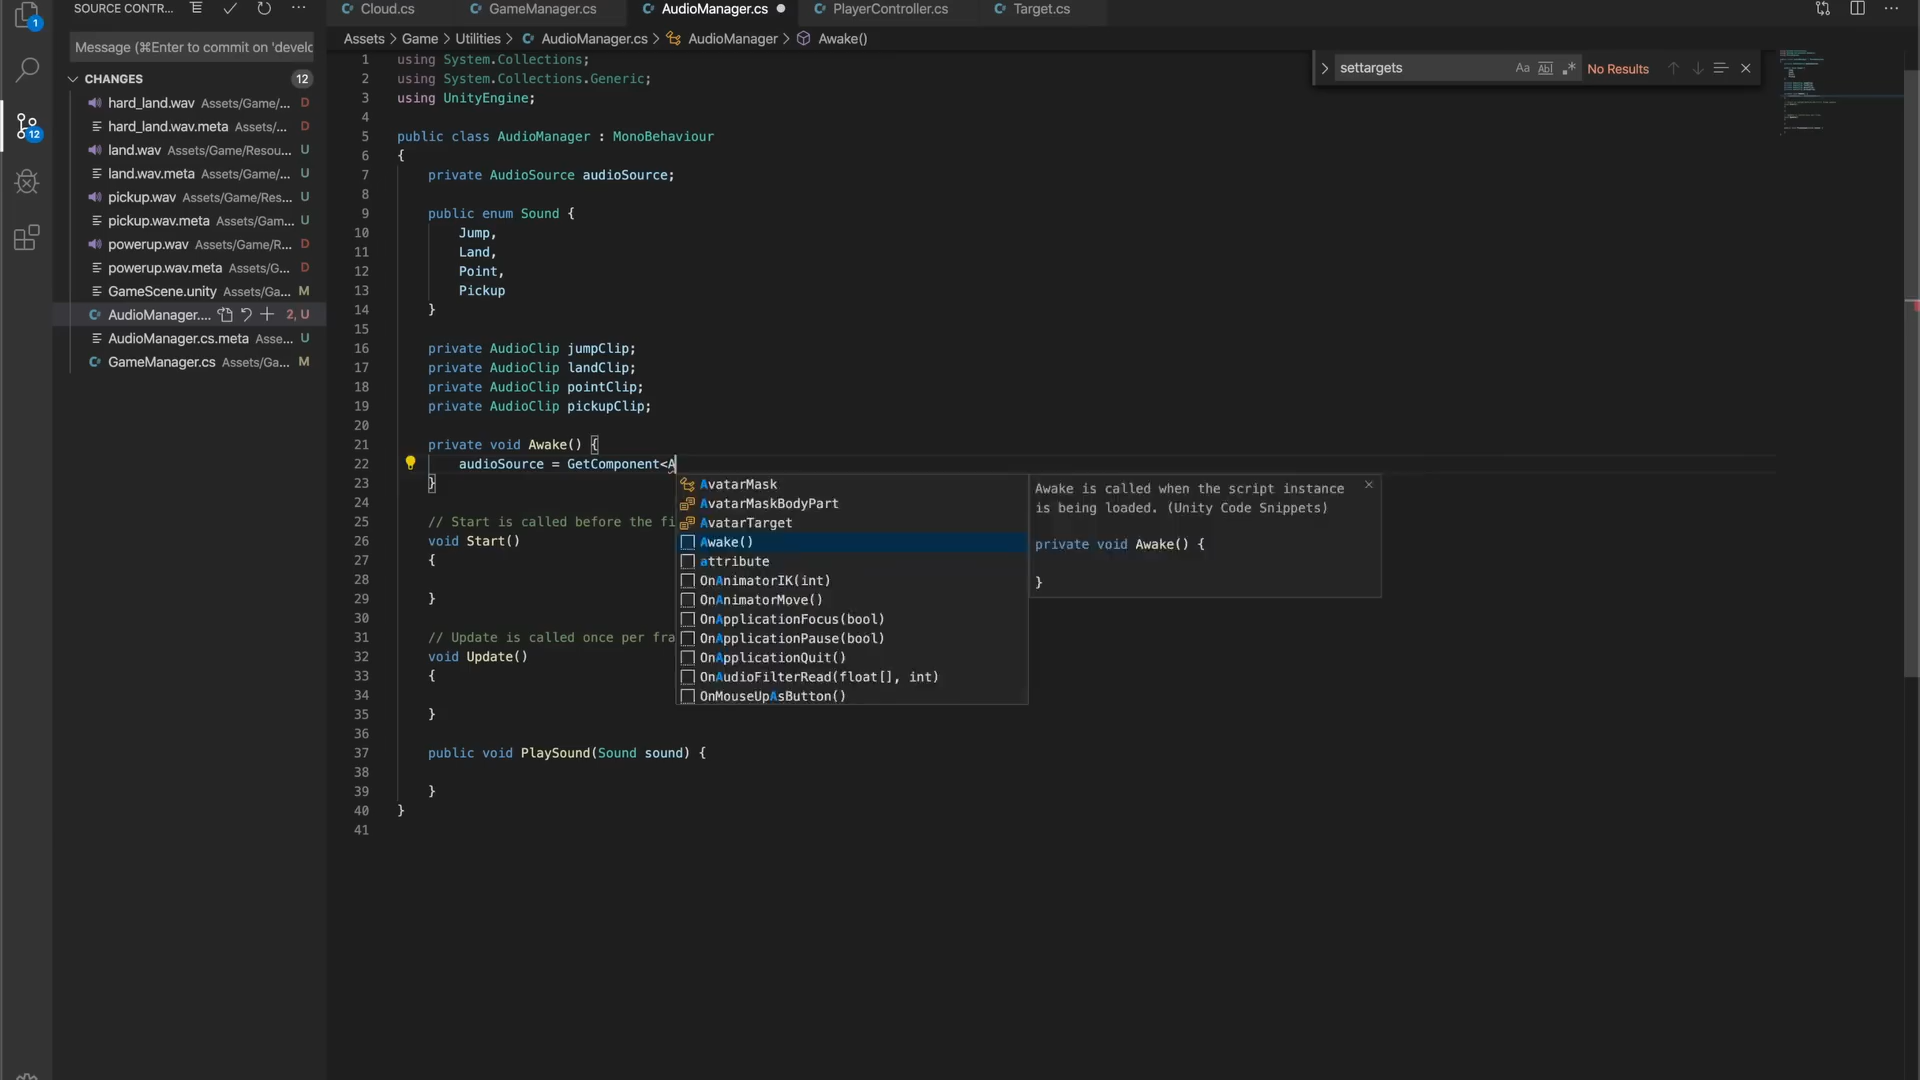 SOURCE CONTR...
Cloud.cs
GameManager.cs
AudioManager.cs
PlayerController.cs
Target.cs
Assets > Game > Utilities > AudioManager.cs > AudioManager > Awake()
1
Message (⌘Enter to commit on 'develo
CHANGES 12
12
hard_land.wav Assets/Game/... D
hard_land.wav.meta Assets/... D
land.wav Assets/Game/Resou... U
land.wav.meta Assets/Game/... U
pickup.wav Assets/Game/Res... U
pickup.wav.meta Assets/Gam... U
powerup.wav Assets/Game/R... D
powerup.wav.meta Assets/G... D
GameScene.unity Assets/Ga... M
AudioManager.... 2, U
AudioManager.cs.meta Asse... U
GameManager.cs Assets/Ga... M
settargets Aa Abl .* No Results
1 using System.Collections;
2 using System.Collections.Generic;
3 using UnityEngine;
4
5 public class AudioManager : MonoBehaviour
6 {
7 private AudioSource audioSource;
8
9 public enum Sound {
10 Jump,
11 Land,
12 Point,
13 Pickup
14 }
15
16 private AudioClip jumpClip;
17 private AudioClip landClip;
18 private AudioClip pointClip;
19 private AudioClip pickupClip;
20
21 private void Awake() {
22 audioSource = GetComponent<A
23 }
24
25 // Start is called before the fi
26 void Start()
27 {
28
29 }
30
31 // Update is called once per fra
32 void Update()
33 {
34
35 }
36
37 public void PlaySound(Sound sound) {
38
39 }
40 }
41
AvatarMask
AvatarMaskBodyPart
AvatarTarget
Awake()
attribute
OnAnimatorIK(int)
OnAnimatorMove()
OnApplicationFocus(bool)
OnApplicationPause(bool)
OnApplicationQuit()
OnAudioFilterRead(float[], int)
OnMouseUpAsButton()
Awake is called when the script instance
is being loaded. (Unity Code Snippets)
private void Awake() {
}